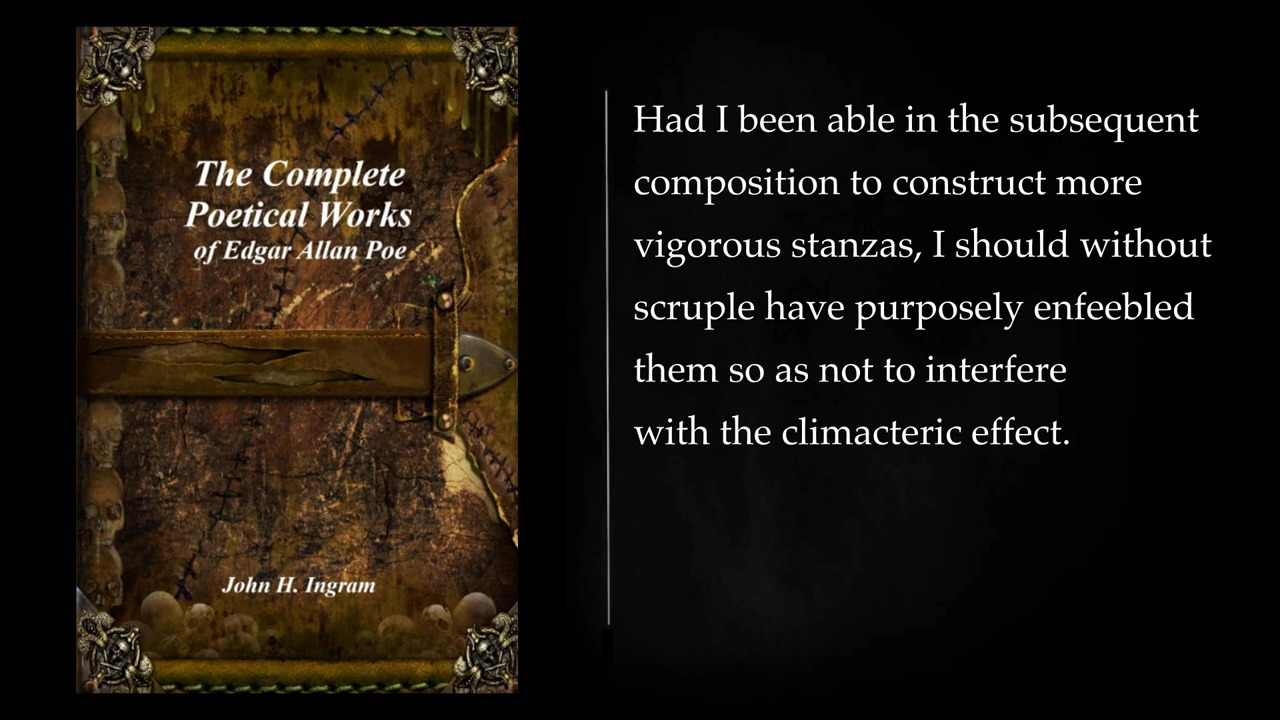 The Complete
Poetical Works
of Edgar Allan Poe
John H. Ingram
Had I been able in the subsequent
composition to construct more
vigorous stanzas, I should without
scruple have purposely enfeebled
them so as not to interfere
with the climacteric effect.